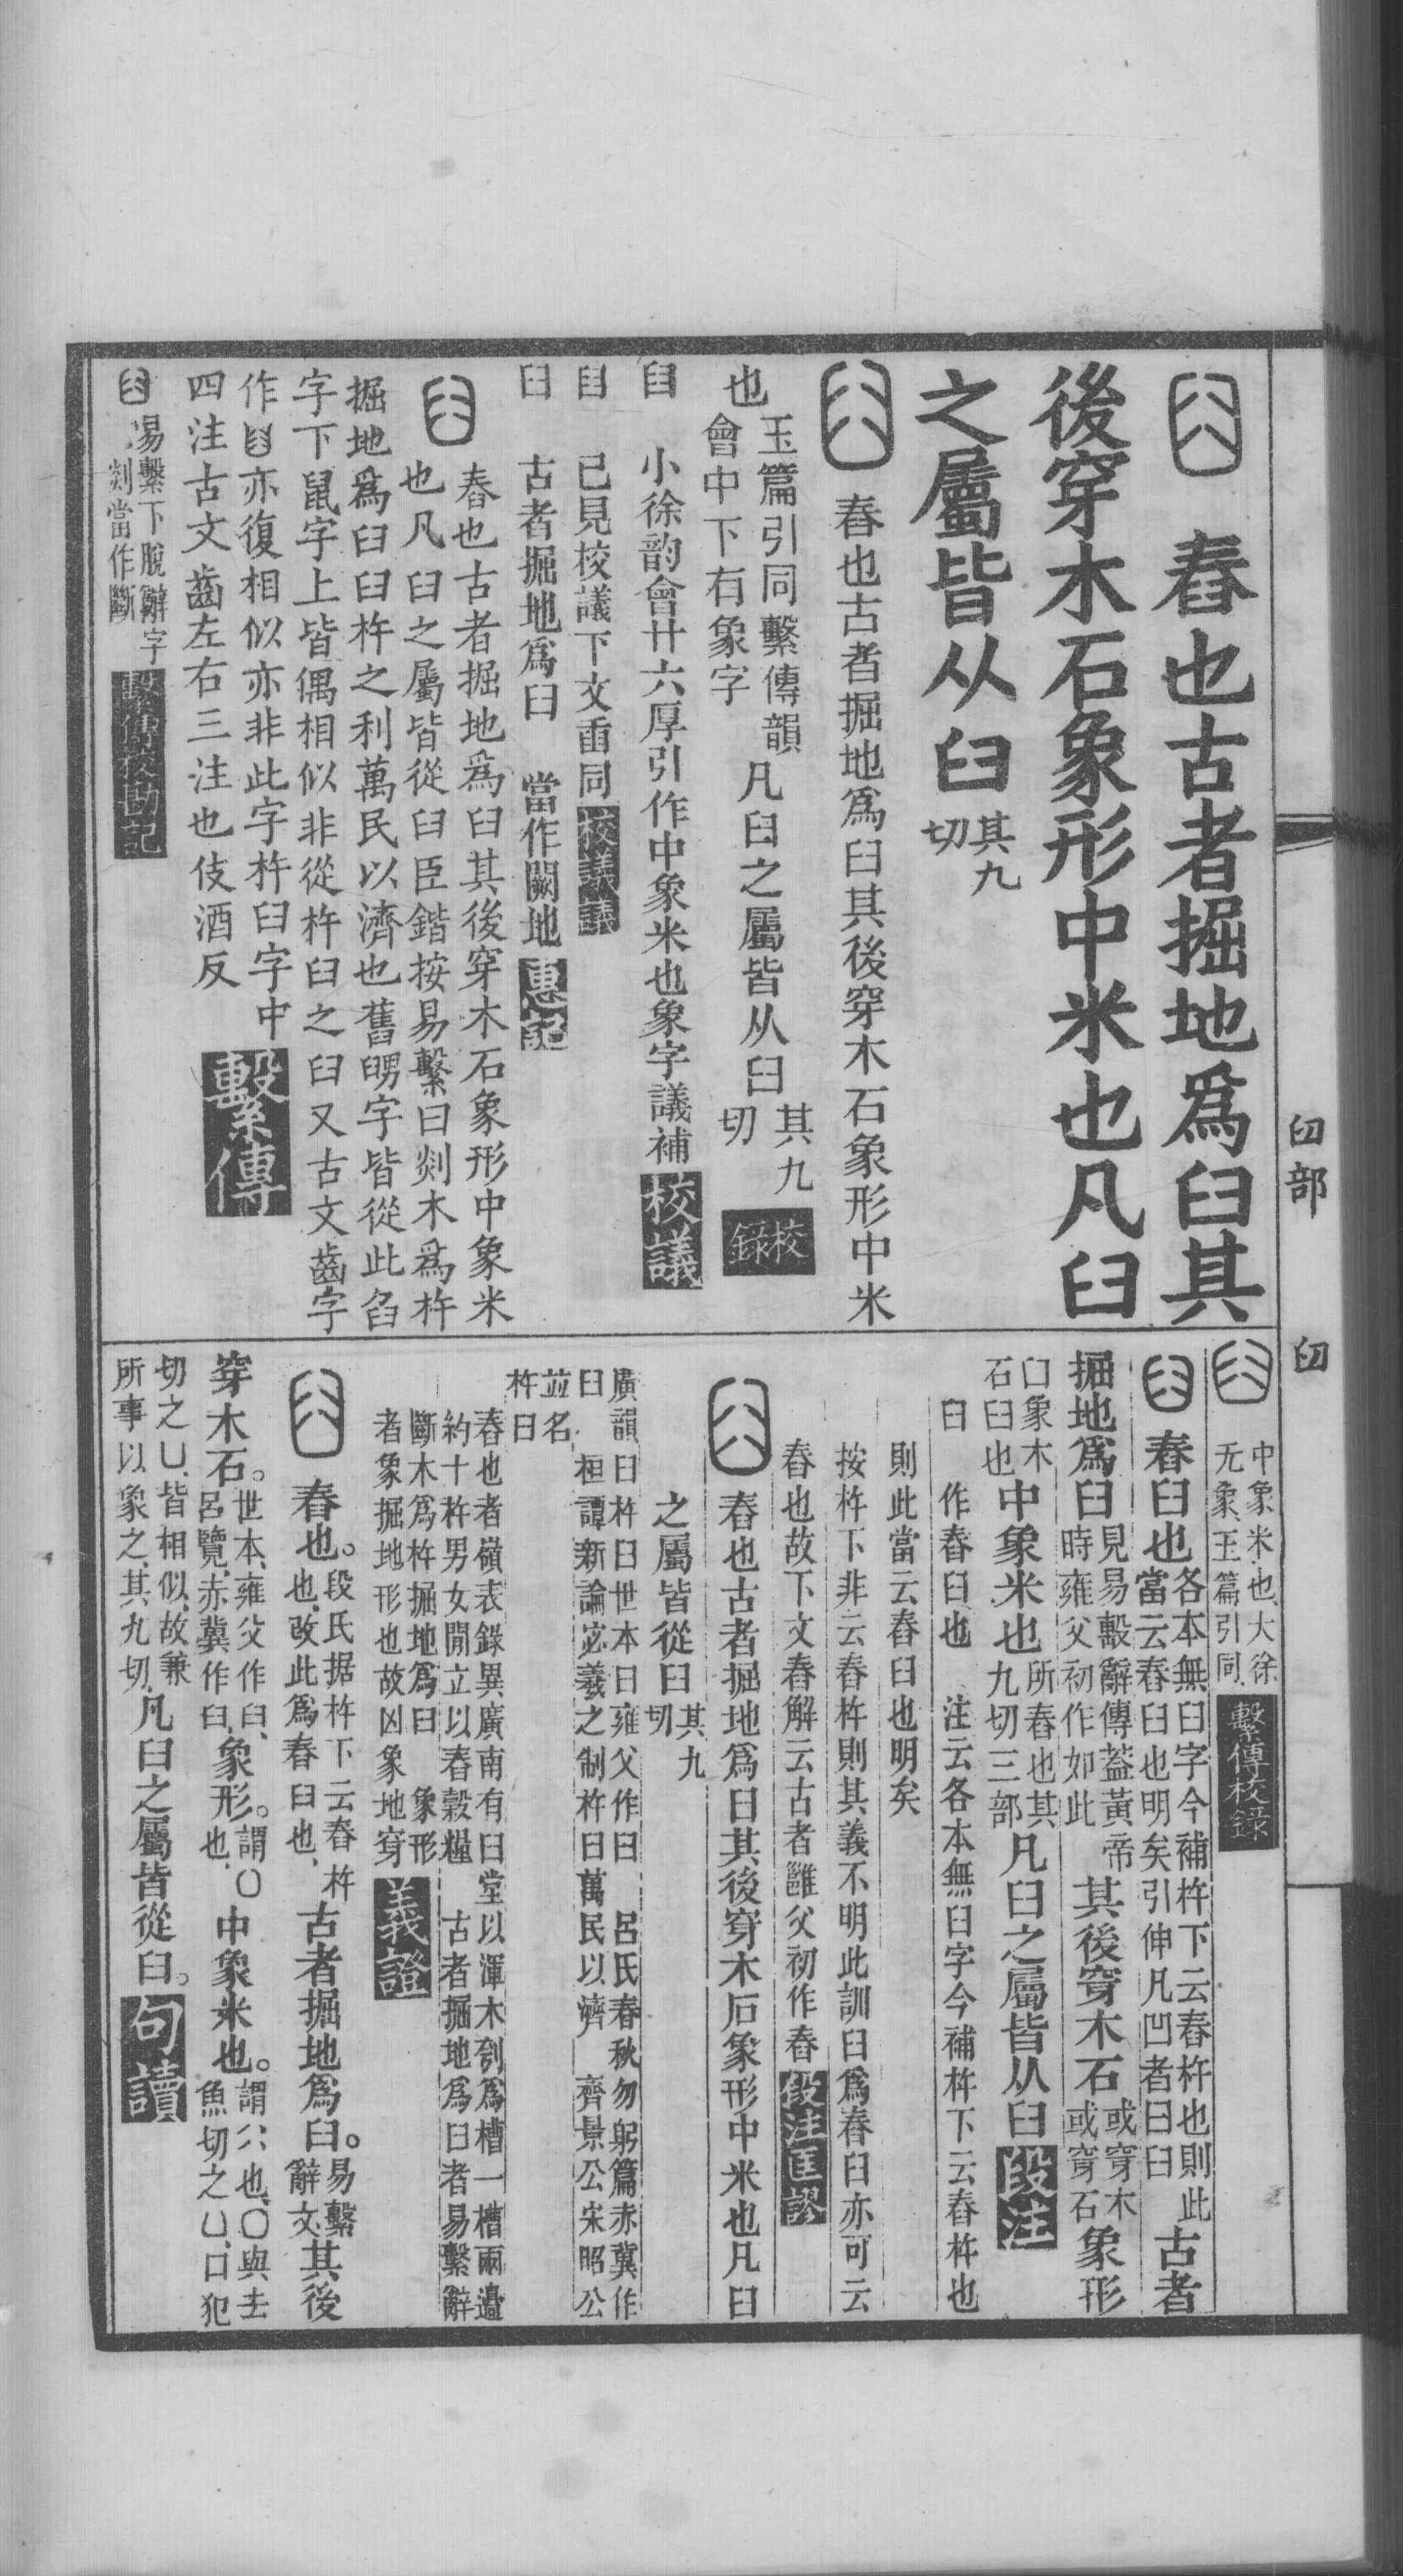 臼部
臼
舂也古者掘地爲臼其
後穿木石象形中米也凡臼
之屬皆从臼其九切
舂也古者掘地爲臼其後穿木石象形中米
也玉篇引同繫傳韻會中下有象字凡臼之屬皆从臼其九切校錄
臼 小徐韵會廿六厚引作中象米也象字議補校議
臼 已見校議下文臿同校議議
臼 古者掘地爲臼 當作闕地惠記
舂也古者掘地爲臼其後穿木石象形中象米
也凡臼之屬皆從臼臣鍇按易繫曰剡木爲杵
掘地爲臼臼杵之利萬民以濟也舊字皆從此臽
字下鼠字上皆偶相似非從杵臼之臼又古文齒字
作亦復相似亦非此字杵臼字中
四注古文齒左右三注也伎酒反繫傳
易繫下脫辭字
剡當作斷繫傳校勘記
中象米也大徐
无象玉篇引同繫傳校錄
舂臼也各本無臼字今補杵下云舂杵也則此當云舂臼也明矣引伸凡凹者曰臼古者
掘地爲臼見易毄辭傳葢黃帝時雍父初作如此其後穿木石或穿木或穿石象形
口象木石臼也中象米也所舂也其九切三部凡臼之屬皆从臼段注
臼 作舂臼也 注云各本無臼字今補杵下云舂杵也
則此當云舂臼也明矣
按杵下非云舂杵則其義不明此訓臼爲舂臼亦可云
舂也故下文舂解云古者雝父初作舂段注匡謬
舂也古者掘地爲臼其後穿木石象形中米也凡臼
之屬皆從臼其九切
廣韻曰杵臼世本曰雍父作臼 呂氏春秋勿躬篇赤冀作
臼 桓譚新論宓羲之制杵臼萬民以濟 齊景公宋昭公
並名
杵臼
舂也者嶺表錄異廣南有臼堂以渾木刳爲槽一槽兩邉
約十杵男女閒立以舂穀糧 古者掘地爲臼者易繫辭
斷木爲杵掘地爲臼 象形
者象掘地形也故凶象地穿義證
舂也。段氏据杵下云舂杵也、改此爲舂臼也、古者掘地爲臼。易繫辭文、其後
穿木石。世本、雍父作臼、呂覽、赤冀作臼、象形。謂〇也、中象米也。謂八也、〇與去魚切之凵、口犯
切之凵、皆相似、故兼
所事以象之、其九切、凡臼之屬皆從臼。句讀